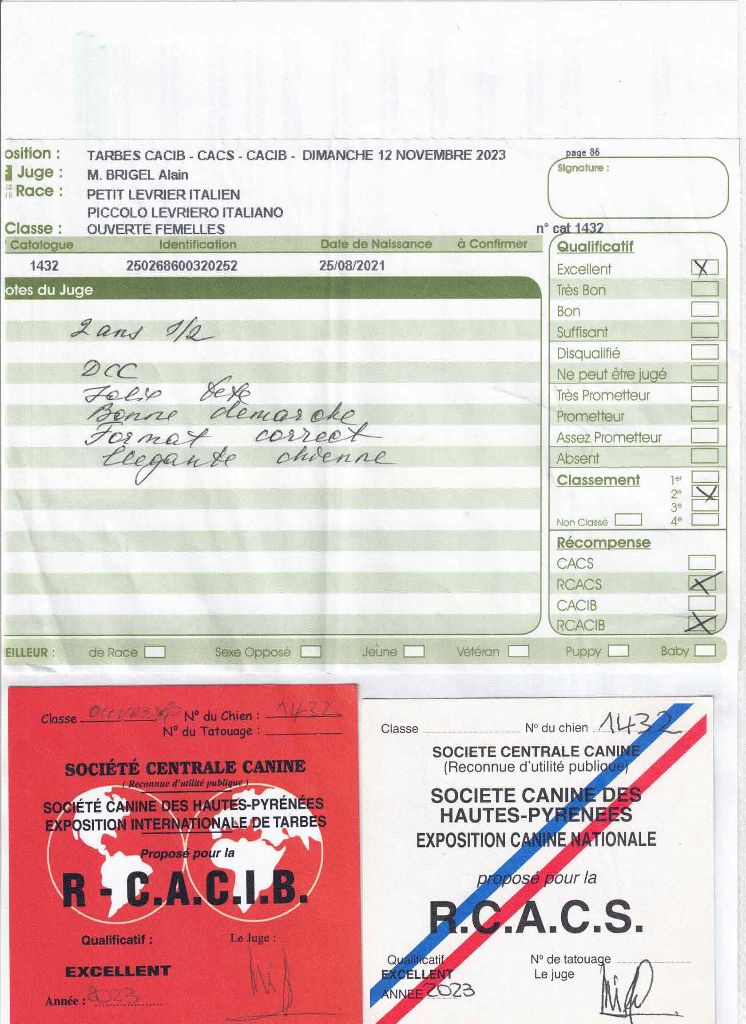 osition : TARBES CACIB - CACS - CACIB - DIMANCHE 12 NOVEMBRE 2023 page 86
Juge : M. BRIGEL Alain Signature :
Race : PETIT LEVRIER ITALIEN
PICCOLO LEVRIERO ITALIANO
Classe : OUVERTE FEMELLES n° cat 1432
Catalogue Identification Date de Naissance à Confirmer Qualificatif
1432 250268600320252 25/08/2021 Excellent X
otes du Juge Très Bon
Bon
2 ans 1/2 Suffisant
Disqualifié
DCC Ne peut être jugé
Jolie tete Très Prometteur
Bonne demarche Prometteur
Format correct Assez Prometteur
Elegante chienne Absent
Classement 1er
2e X
3e
Non Classé 4e
Récompense
CACS
RCACS X
CACIB
RCACIB X
EILLEUR : de Race Sexe Opposé Jeune Vétéran Puppy Baby
Classe N° du Chien : 1432
N° du Tatouage :
SOCIÉTÉ CENTRALE CANINE
( Reconnue d'utilité publique )
SOCIÉTÉ CANINE DES HAUTES-PYRÉNÉES
EXPOSITION INTERNATIONALE DE TARBES
Proposé pour la
R - C.A.C.I.B.
Qualificatif : Le Juge :
EXCELLENT
Année : 2023
Classe N° du chien 1432
SOCIETE CENTRALE CANINE
(Reconnue d'utilité publique)
SOCIETE CANINE DES
HAUTES-PYRENEES
EXPOSITION CANINE NATIONALE
proposé pour la
R.C.A.C.S.
Qualificatif N° de tatouage
EXCELLENT Le juge
ANNEE 2023